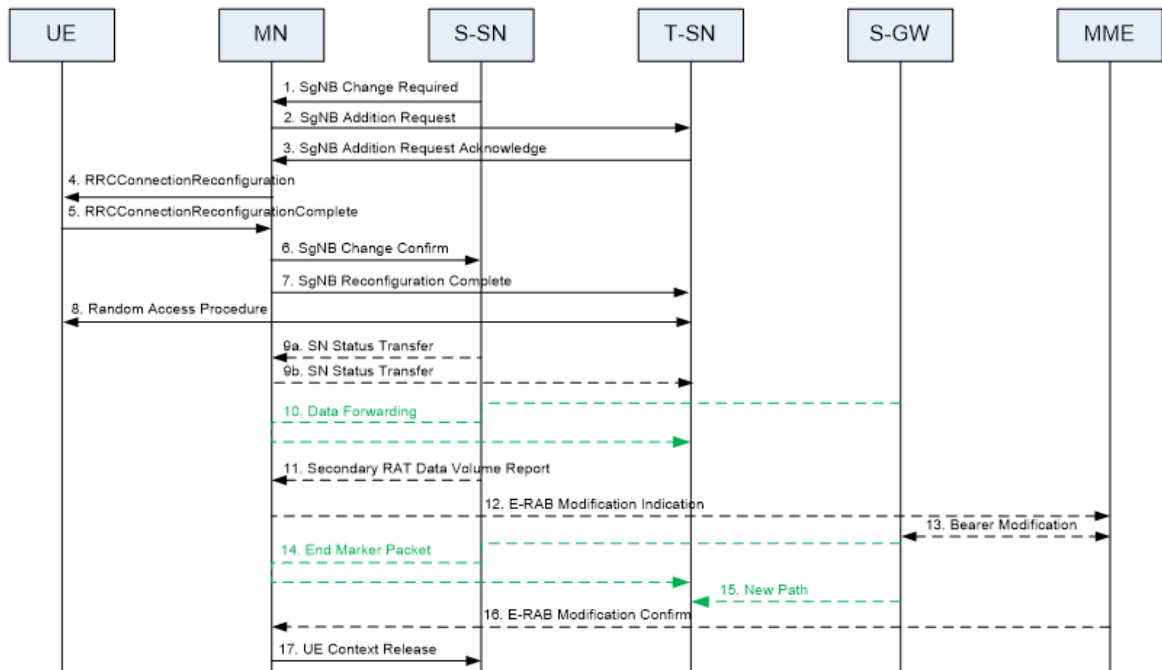 UE MN S-SN T-SN S-GW MME
1. SgNB Change Required
2. SgNB Addition Request
3. SgNB Addition Request Acknowledge
4. RRCConnectionReconfiguration
5. RRCConnectionReconfigurationComplete
6. SgNB Change Confirm
7. SgNB Reconfiguration Complete
8. Random Access Procedure
9a. SN Status Transfer
9b. SN Status Transfer
10. Data Forwarding
11. Secondary RAT Data Volume Report
12. E-RAB Modification Indication
13. Bearer Modification
14. End Marker Packet
15. New Path
16. E-RAB Modification Confirm
17. UE Context Release